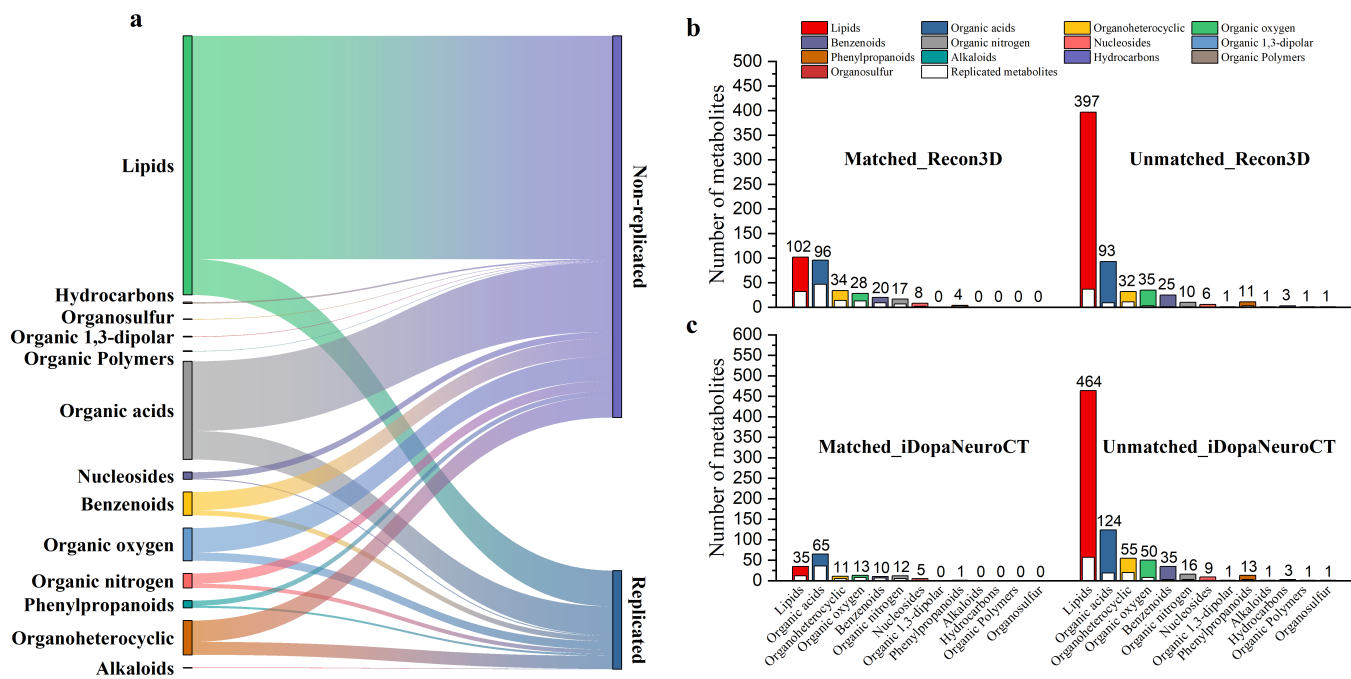 a
Lipids
Hydrocarbons
Organosulfur
Organic 1,3-dipolar
Organic Polymers
Organic acids
Nucleosides
Benzenoids
Organic oxygen
Organic nitrogen
Phenylpropanoids
Organoheterocyclic
Alkaloids
Non-replicated
Replicated
b
Lipids
Organic acids
Organoheterocyclic
Organic oxygen
Benzenoids
Organic nitrogen
Nucleosides
Organic 1,3-dipolar
Phenylpropanoids
Alkaloids
Hydrocarbons
Organic Polymers
Organosulfur
Replicated metabolites
Number of metabolites
500
450
400
350
300
250
200
150
100
50
0
Matched_Recon3D
Unmatched_Recon3D
102
96
34
28
20
17
8
0
4
0
0
0
0
397
93
32
35
25
10
6
1
11
1
3
1
1
c
Number of metabolites
600
550
500
450
400
350
300
250
200
150
100
50
0
Matched_iDopaNeuroCT
Unmatched_iDopaNeuroCT
35
65
11
13
10
12
5
0
1
0
0
0
0
464
124
55
50
35
16
9
1
13
1
3
1
1
Lipids
Organic acids
Organoheterocyclic
Organic oxygen
Benzenoids
Organic nitrogen
Nucleosides
Organic 1,3-dipolar
Phenylpropanoids
Alkaloids
Hydrocarbons
Organic Polymers
Organosulfur
Lipids
Organic acids
Organoheterocyclic
Organic oxygen
Benzenoids
Organic nitrogen
Nucleosides
Organic 1,3-dipolar
Phenylpropanoids
Alkaloids
Hydrocarbons
Organic Polymers
Organosulfur